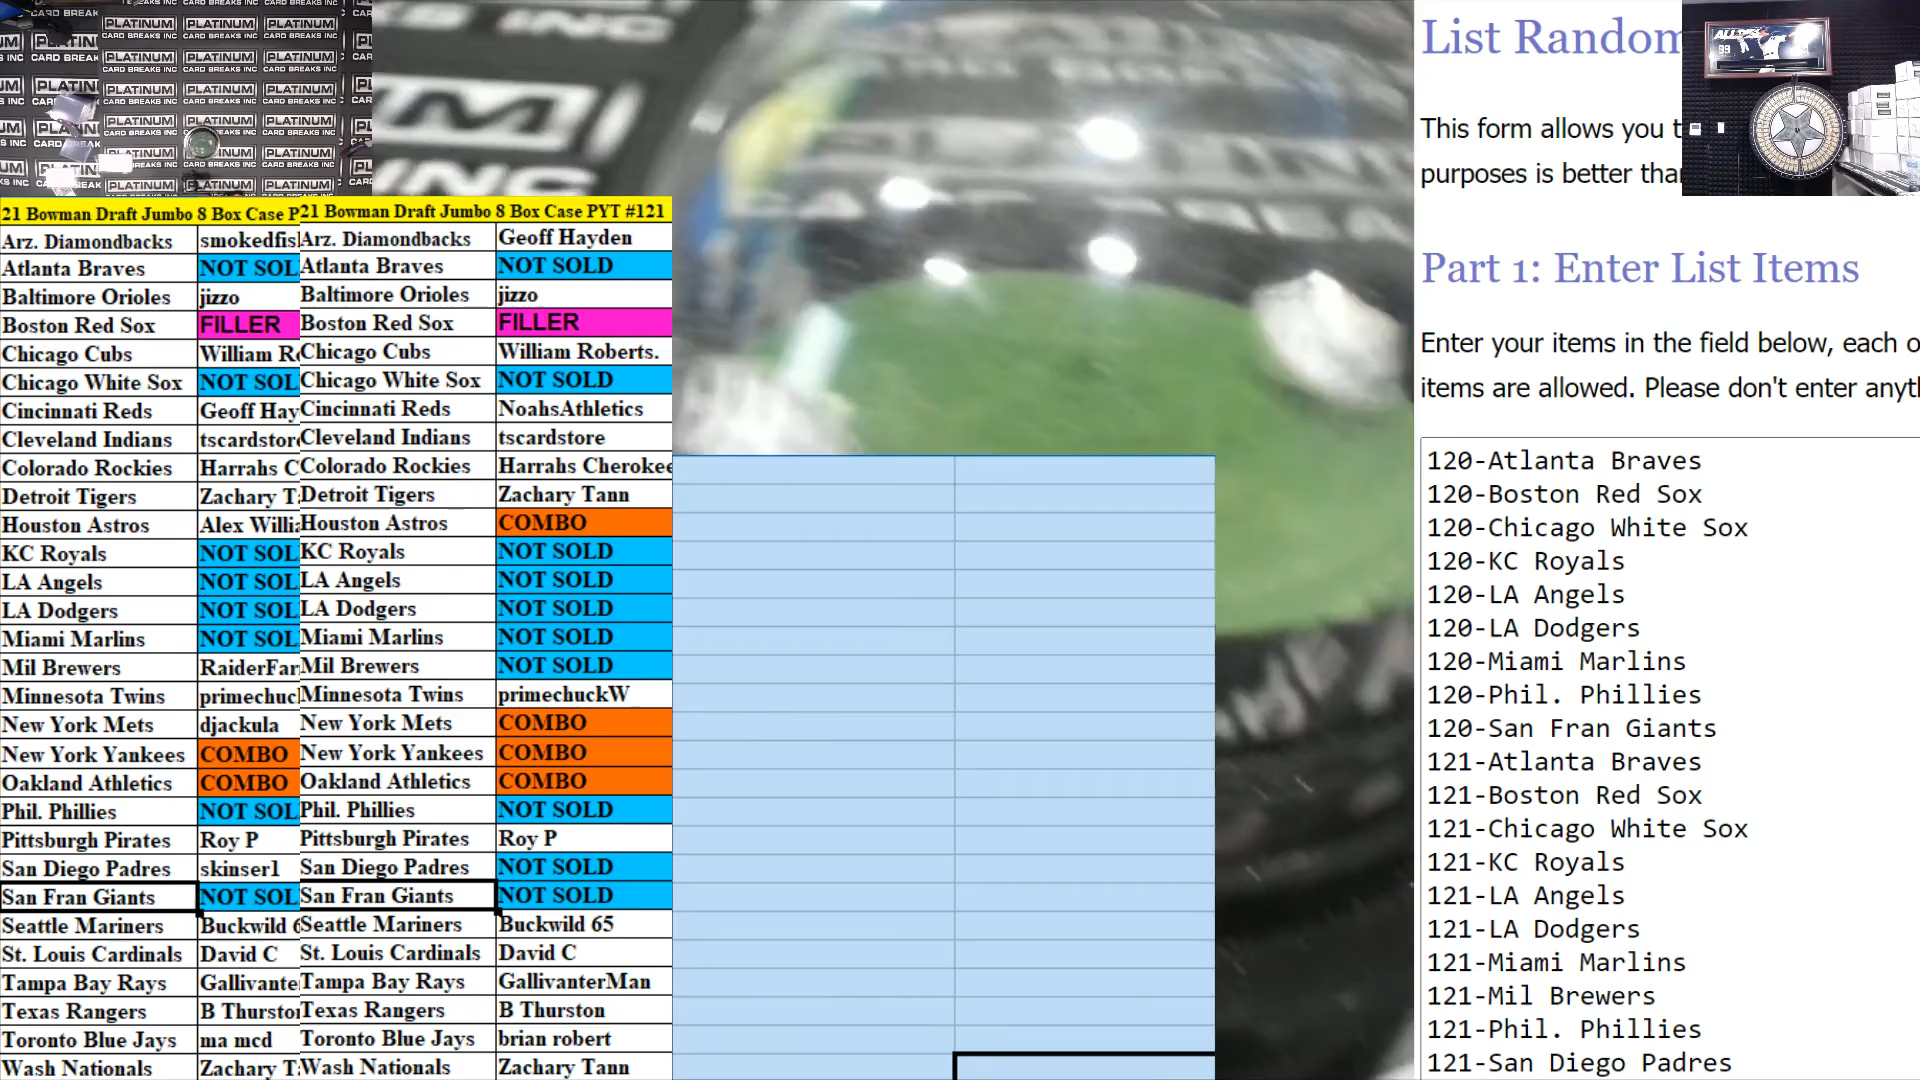 PLATINUM
CARD BREAKS INC
21 Bowman Draft Jumbo 8 Box Case P
Arz. Diamondbacks smokedfisl
Atlanta Braves NOT SOL
Baltimore Orioles jizzo
Boston Red Sox FILLER
Chicago Cubs William Ro
Chicago White Sox NOT SOL
Cincinnati Reds Geoff Hay
Cleveland Indians tscardstore
Colorado Rockies Harrahs C
Detroit Tigers Zachary T
Houston Astros Alex Willia
KC Royals NOT SOL
LA Angels NOT SOL
LA Dodgers NOT SOL
Miami Marlins NOT SOL
Mil Brewers RaiderFar
Minnesota Twins primechuc
New York Mets djackula
New York Yankees COMBO
Oakland Athletics COMBO
Phil. Phillies NOT SOL
Pittsburgh Pirates Roy P
San Diego Padres skinser1
San Fran Giants NOT SOL
Seattle Mariners Buckwild 6
St. Louis Cardinals David C
Tampa Bay Rays Gallivante
Texas Rangers B Thurston
Toronto Blue Jays ma mcd
Wash Nationals Zachary T
21 Bowman Draft Jumbo 8 Box Case PYT #121
Arz. Diamondbacks Geoff Hayden
Atlanta Braves NOT SOLD
Baltimore Orioles jizzo
Boston Red Sox FILLER
Chicago Cubs William Roberts.
Chicago White Sox NOT SOLD
Cincinnati Reds NoahsAthletics
Cleveland Indians tscardstore
Colorado Rockies Harrahs Cherokee
Detroit Tigers Zachary Tann
Houston Astros COMBO
KC Royals NOT SOLD
LA Angels NOT SOLD
LA Dodgers NOT SOLD
Miami Marlins NOT SOLD
Mil Brewers NOT SOLD
Minnesota Twins primechuckW
New York Mets COMBO
New York Yankees COMBO
Oakland Athletics COMBO
Phil. Phillies NOT SOLD
Pittsburgh Pirates Roy P
San Diego Padres NOT SOLD
San Fran Giants NOT SOLD
Seattle Mariners Buckwild 65
St. Louis Cardinals David C
Tampa Bay Rays GallivanterMan
Texas Rangers B Thurston
Toronto Blue Jays brian robert
Wash Nationals Zachary Tann
List Random
This form allows you t
purposes is better tha
Part 1: Enter List Items
Enter your items in the field below, each o
items are allowed. Please don't enter anyth
120-Atlanta Braves
120-Boston Red Sox
120-Chicago White Sox
120-KC Royals
120-LA Angels
120-LA Dodgers
120-Miami Marlins
120-Phil. Phillies
120-San Fran Giants
121-Atlanta Braves
121-Boston Red Sox
121-Chicago White Sox
121-KC Royals
121-LA Angels
121-LA Dodgers
121-Miami Marlins
121-Mil Brewers
121-Phil. Phillies
121-San Diego Padres
ALL RISE
99